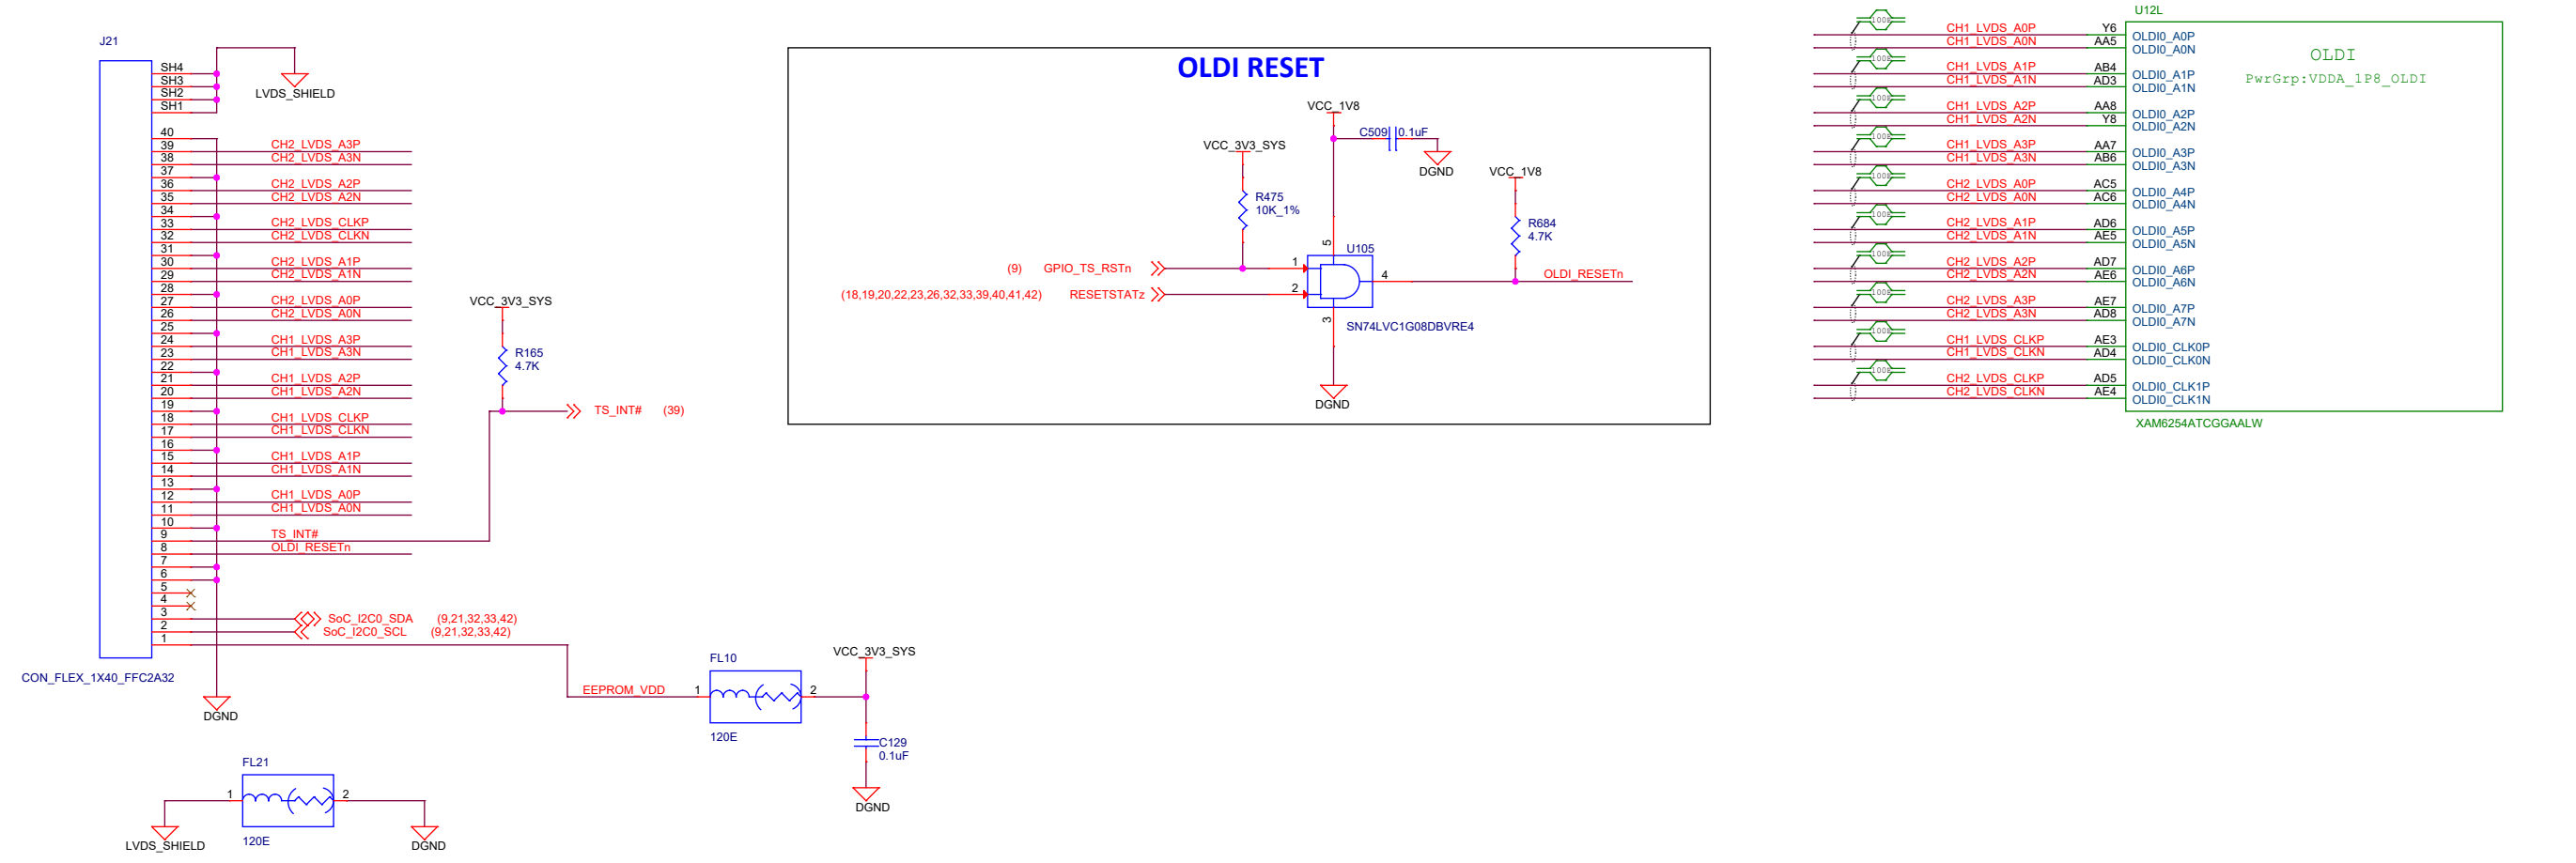 J21
SH4
SH3
SH2
SH1
LVDS_SHIELD
40
39 CH2_LVDS_A3P
38 CH2_LVDS_A3N
37
36 CH2_LVDS_A2P
35 CH2_LVDS_A2N
34
33 CH2_LVDS_CLKP
32 CH2_LVDS_CLKN
31
30 CH2_LVDS_A1P
29 CH2_LVDS_A1N
28
27 CH2_LVDS_A0P
26 CH2_LVDS_A0N
25
24 CH1_LVDS_A3P
23 CH1_LVDS_A3N
22
21 CH1_LVDS_A2P
20 CH1_LVDS_A2N
19
18 CH1_LVDS_CLKP
17 CH1_LVDS_CLKN
16
15 CH1_LVDS_A1P
14 CH1_LVDS_A1N
13
12 CH1_LVDS_A0P
11 CH1_LVDS_A0N
10
9 TS_INT#
8 OLDI_RESETn
7
6
5
4
3 SoC_I2C0_SDA (9,21,32,33,42)
2 SoC_I2C0_SCL (9,21,32,33,42)
1
CON_FLEX_1X40_FFC2A32
DGND
VCC_3V3_SYS
R165
4.7K
TS_INT# (39)
EEPROM_VDD
FL10
1 2
120E
VCC_3V3_SYS
C129
0.1uF
DGND
FL21
1 2
120E
LVDS_SHIELD
DGND
OLDI RESET
VCC_1V8
C509 0.1uF
DGND
VCC_3V3_SYS
R475
10K_1%
VCC_1V8
R684
4.7K
U105
5
(9) GPIO_TS_RSTn 1
(18,19,20,22,23,26,32,33,39,40,41,42) RESETSTATz 2
4 OLDI_RESETn
3
SN74LVC1G08DBVRE4
DGND
U12L
OLDI
PwrGrp:VDDA_1P8_OLDI
CH1_LVDS_A0P Y6 OLDI0_A0P
CH1_LVDS_A0N AA5 OLDI0_A0N
CH1_LVDS_A1P AB4 OLDI0_A1P
CH1_LVDS_A1N AD3 OLDI0_A1N
CH1_LVDS_A2P AA8 OLDI0_A2P
CH1_LVDS_A2N Y8 OLDI0_A2N
CH1_LVDS_A3P AA7 OLDI0_A3P
CH1_LVDS_A3N AB6 OLDI0_A3N
CH2_LVDS_A0P AC5 OLDI0_A4P
CH2_LVDS_A0N AC6 OLDI0_A4N
CH2_LVDS_A1P AD6 OLDI0_A5P
CH2_LVDS_A1N AE5 OLDI0_A5N
CH2_LVDS_A2P AD7 OLDI0_A6P
CH2_LVDS_A2N AE6 OLDI0_A6N
CH2_LVDS_A3P AE7 OLDI0_A7P
CH2_LVDS_A3N AD8 OLDI0_A7N
CH1_LVDS_CLKP AE3 OLDI0_CLK0P
CH1_LVDS_CLKN AD4 OLDI0_CLK0N
CH2_LVDS_CLKP AD5 OLDI0_CLK1P
CH2_LVDS_CLKN AE4 OLDI0_CLK1N
XAM6254ATCGGAALW